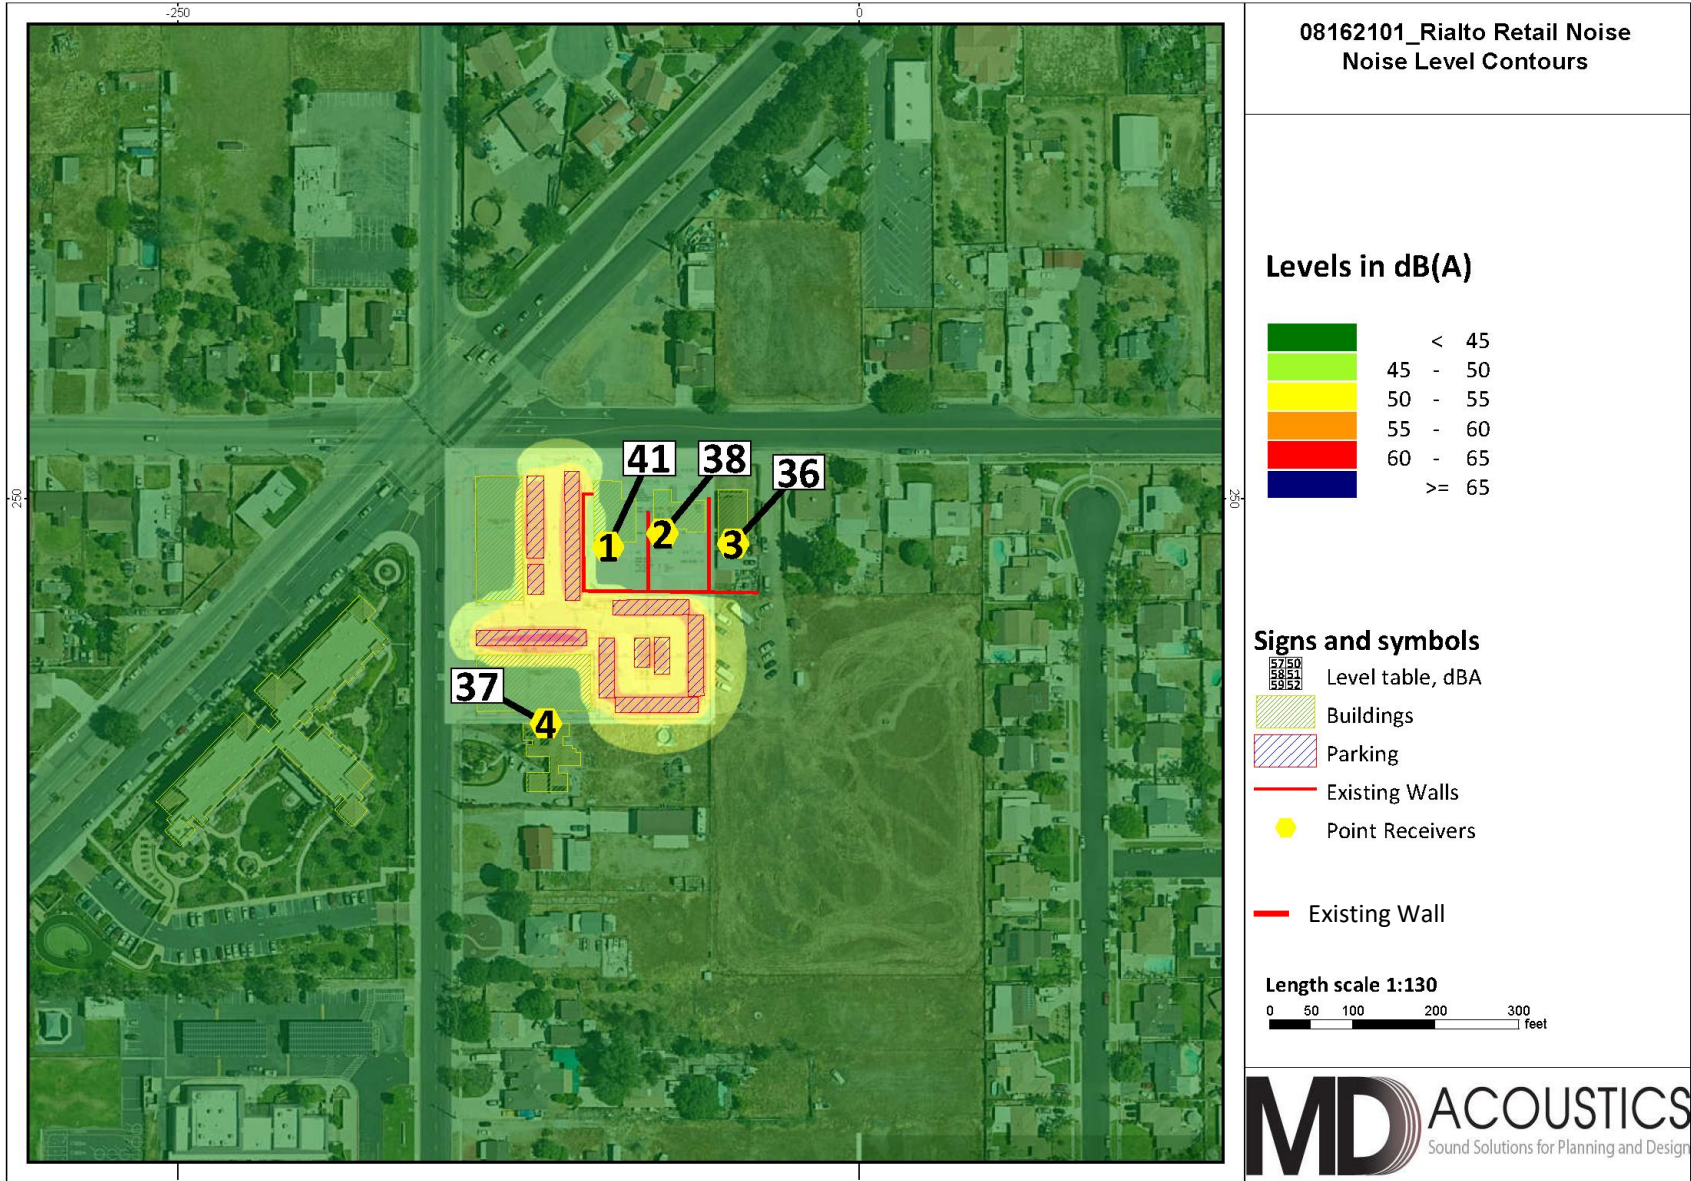 -250
0
08162101_Rialto Retail Noise
Noise Level Contours
Levels in dB(A)
< 45
45 - 50
50 - 55
55 - 60
60 - 65
>= 65
250
250
41
38
36
1
2
3
37
4
Signs and symbols
57 50
58 51
59 52
Level table, dBA
Buildings
Parking
Existing Walls
Point Receivers
Existing Wall
Length scale 1:130
0 50 100 200 300
feet
MD ACOUSTICS
Sound Solutions for Planning and Design